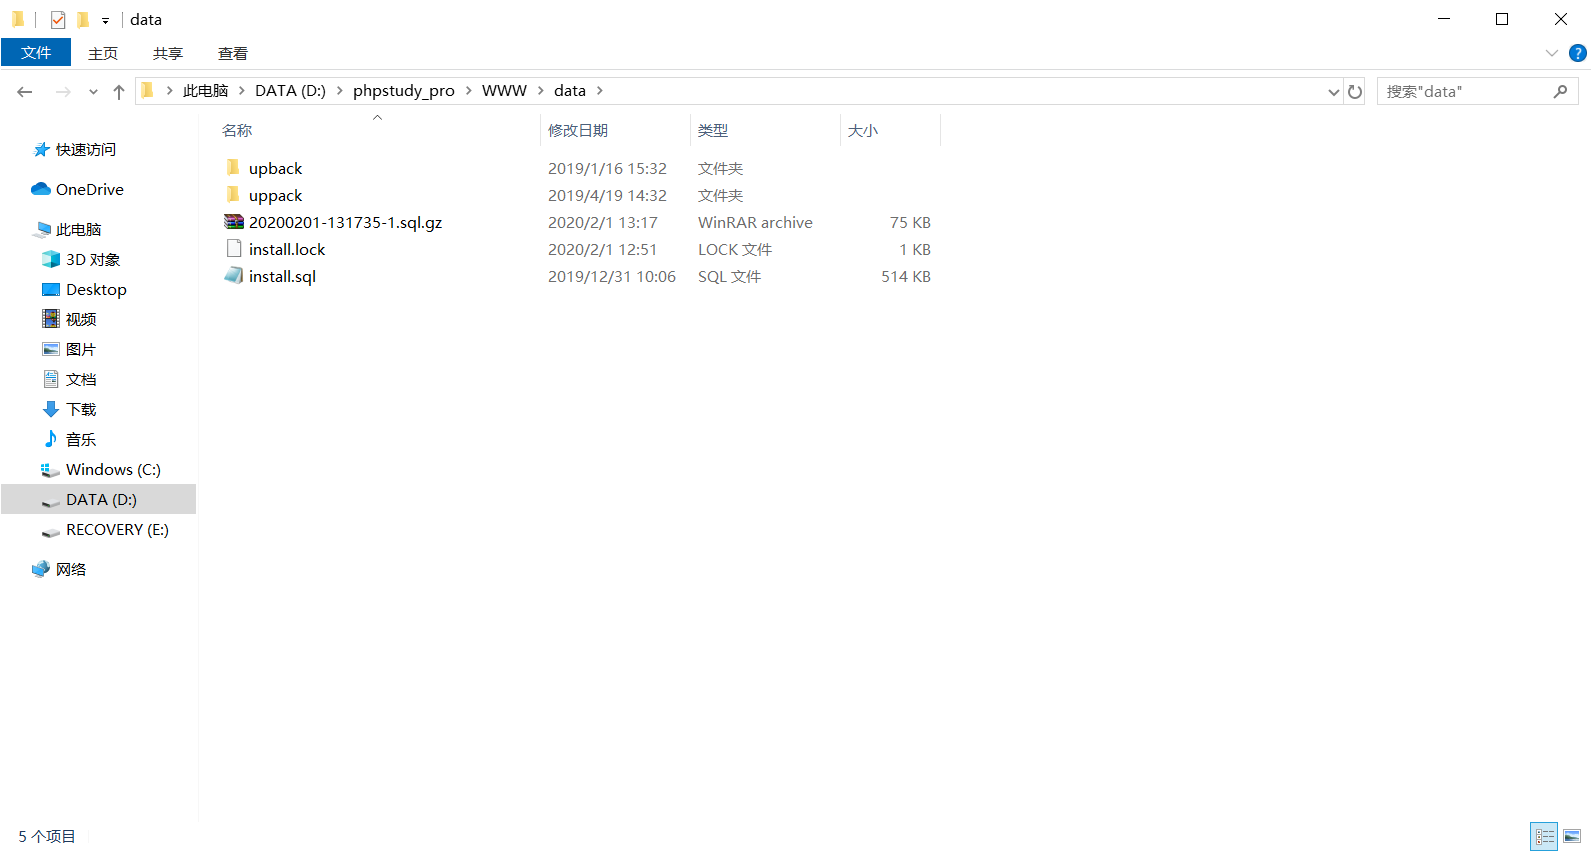 data
文件 主页 共享 查看
此电脑 DATA (D:) phpstudy_pro WWW data 搜索"data"
名称 修改日期 类型 大小
快速访问
OneDrive
此电脑
3D 对象
Desktop
视频
图片
文档
下载
音乐
Windows (C:)
DATA (D:)
RECOVERY (E:)
网络
upback 2019/1/16 15:32 文件夹
uppack 2019/4/19 14:32 文件夹
20200201-131735-1.sql.gz 2020/2/1 13:17 WinRAR archive 75 KB
install.lock 2020/2/1 12:51 LOCK 文件 1 KB
install.sql 2019/12/31 10:06 SQL 文件 514 KB
5 个项目